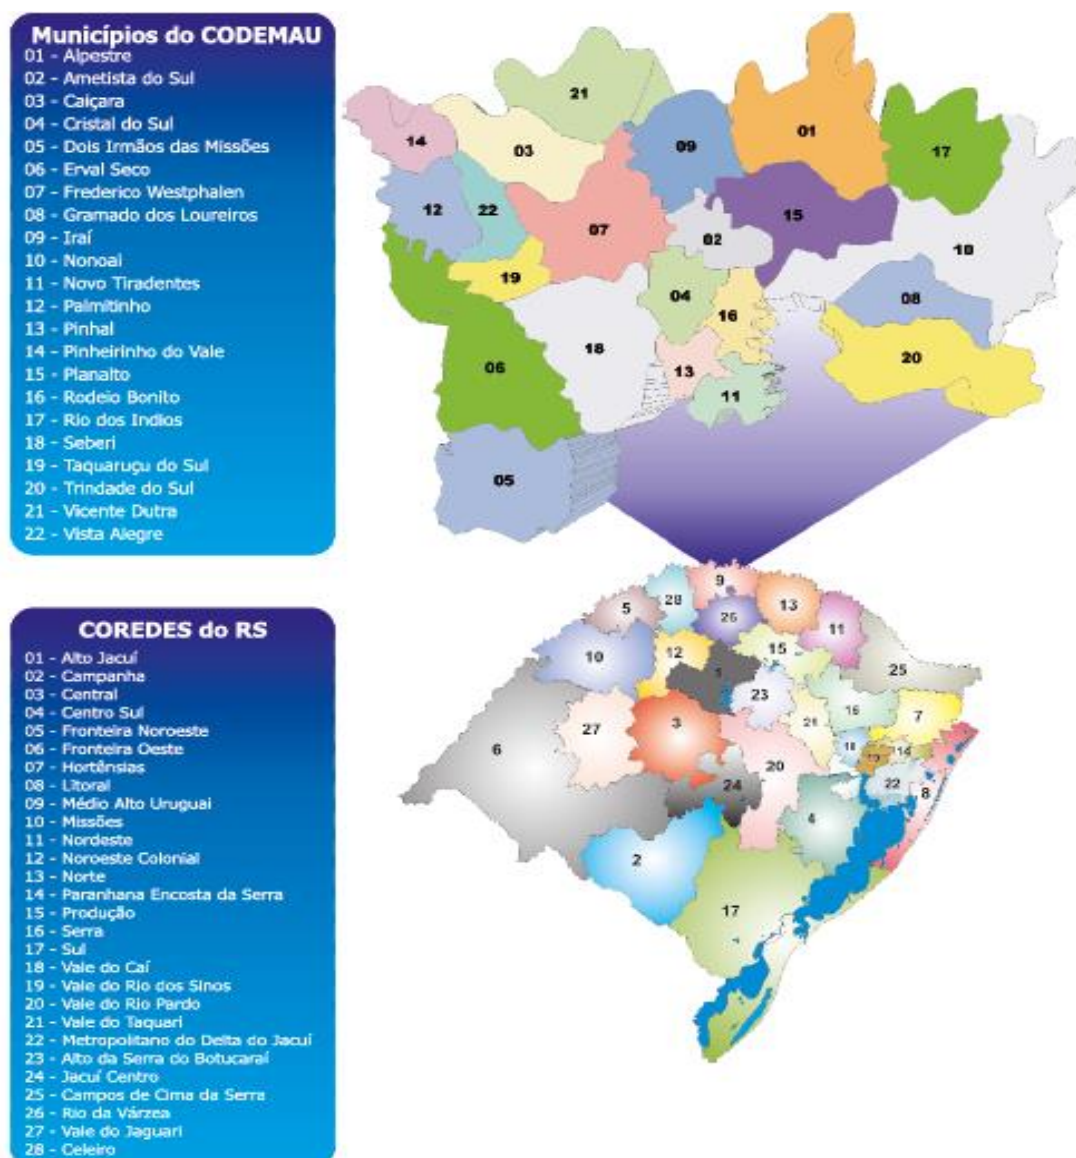 Municípios do CODEMAU
01 - Alpestre
02 - Ametista do Sul
03 - Caiçara
04 - Cristal do Sul
05 - Dois Irmãos das Missões
06 - Erval Seco
07 - Frederico Westphalen
08 - Gramado dos Loureiros
09 - Iraí
10 - Nonoai
11 - Novo Tiradentes
12 - Palmitinho
13 - Pinhal
14 - Pinheirinho do Vale
15 - Planalto
16 - Rodeio Bonito
17 - Rio dos Indios
18 - Seberi
19 - Taquaruçu do Sul
20 - Trindade do Sul
21 - Vicente Dutra
22 - Vista Alegre
21
01
14
03
09
17
12
22
07
15
02
10
19
04
08
16
18
20
06
13
11
05
COREDES do RS
01 - Alto Jacuí
02 - Campanha
03 - Central
04 - Centro Sul
05 - Fronteira Noroeste
06 - Fronteira Oeste
07 - Hortênsias
08 - Litoral
09 - Médio Alto Uruguai
10 - Missões
11 - Nordeste
12 - Noroeste Colonial
13 - Norte
14 - Paranhana Encosta da Serra
15 - Produção
16 - Serra
17 - Sul
18 - Vale do Caí
19 - Vale do Rio dos Sinos
20 - Vale do Rio Pardo
21 - Vale do Taquari
22 - Metropolitano do Delta do Jacuí
23 - Alto da Serra do Botucaraí
24 - Jacuí Centro
25 - Campos de Cima da Serra
26 - Rio da Várzea
27 - Vale do Jaguari
28 - Celeiro
9
28
5
26
13
11
10
12
15
1
25
23
16
27
3
21
7
6
18
14
19
20
24
22
8
4
2
17